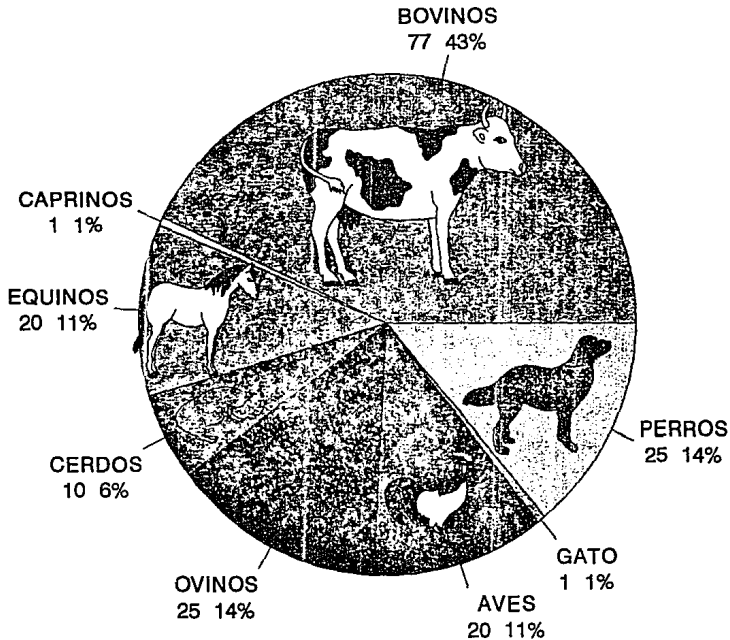 BOVINOS
77 43%
CAPRINOS
1 1%
EQUINOS
20 11%
CERDOS
10 6%
OVINOS
25 14%
AVES
20 11%
GATO
1 1%
PERROS
25 14%